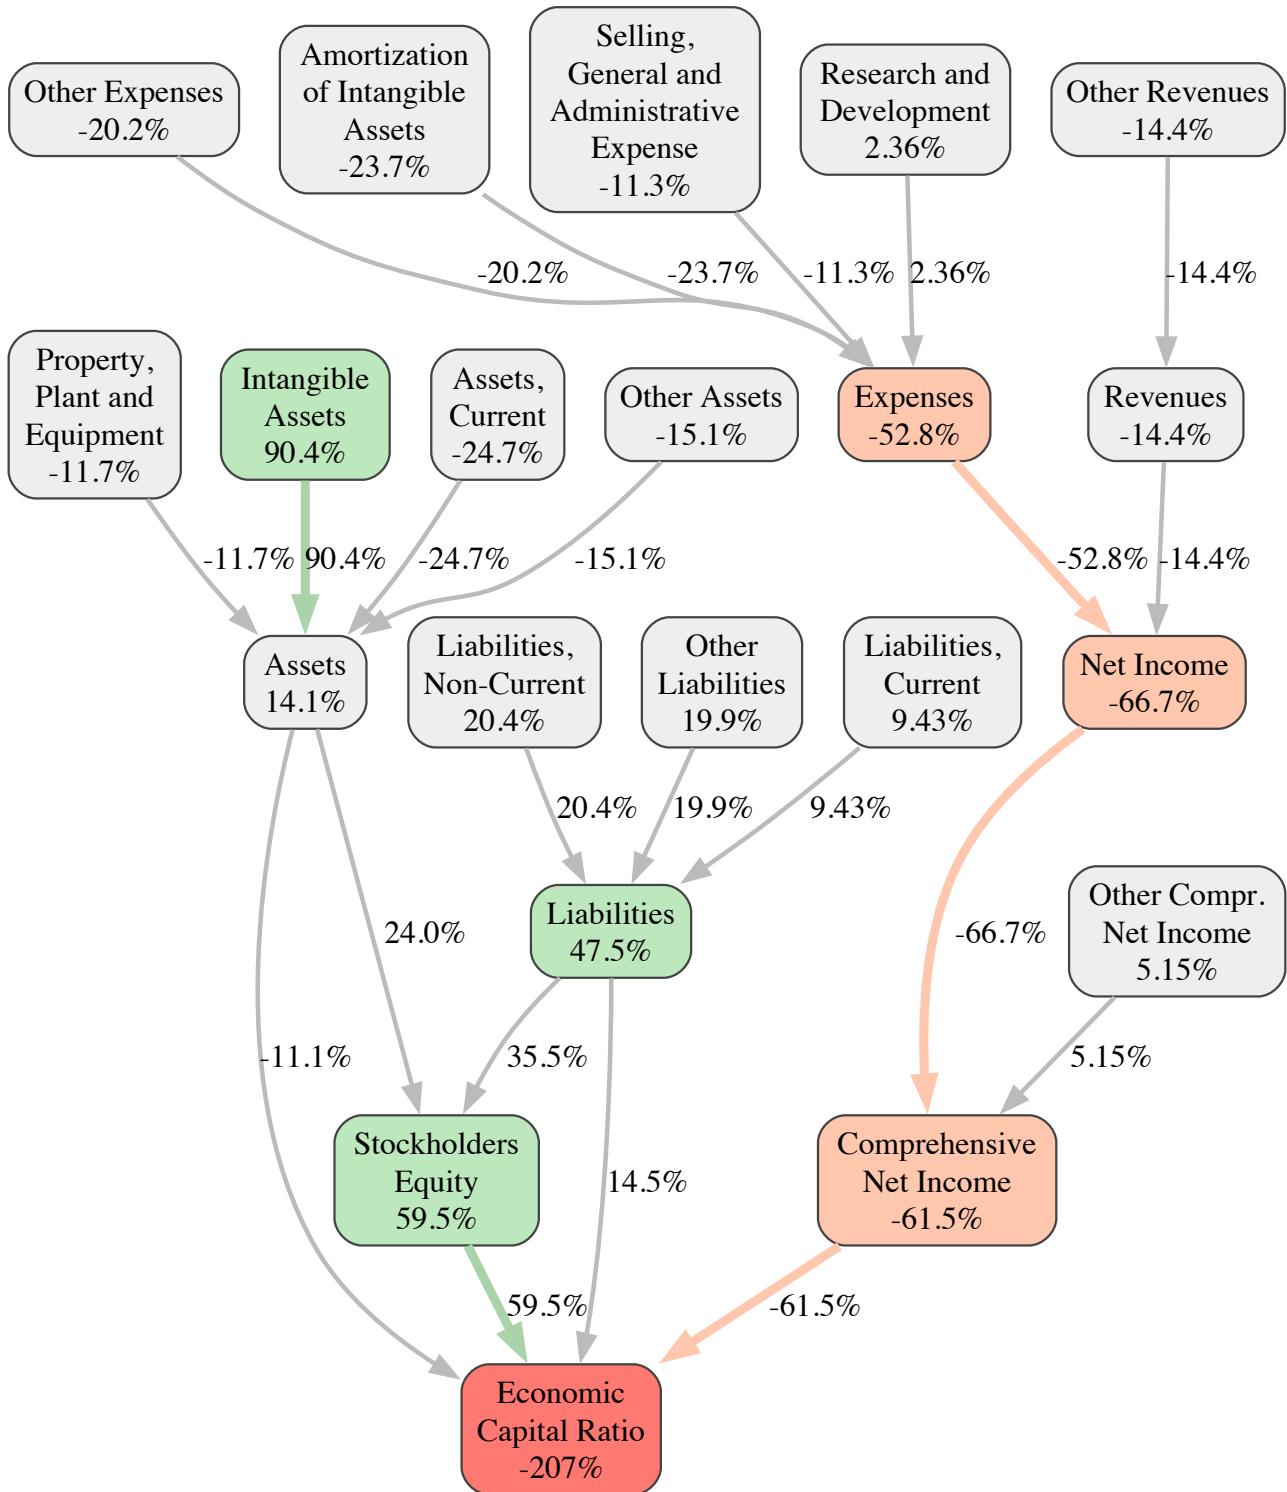 Other Expenses
-20.2%
Amortization
of Intangible
Assets
-23.7%
Selling,
General and
Administrative
Expense
-11.3%
Research and
Development
2.36%
Other Revenues
-14.4%
-20.2%
-23.7%
-11.3%
2.36%
-14.4%
Property,
Plant and
Equipment
-11.7%
Intangible
Assets
90.4%
Assets,
Current
-24.7%
Other Assets
-15.1%
Expenses
-52.8%
Revenues
-14.4%
-11.7%
90.4%
-24.7%
-15.1%
-52.8%
-14.4%
Assets
14.1%
Liabilities,
Non-Current
20.4%
Other
Liabilities
19.9%
Liabilities,
Current
9.43%
Net Income
-66.7%
20.4%
19.9%
9.43%
Liabilities
47.5%
Other Compr.
Net Income
5.15%
24.0%
-66.7%
-11.1%
35.5%
5.15%
Stockholders
Equity
59.5%
14.5%
Comprehensive
Net Income
-61.5%
59.5%
-61.5%
Economic
Capital Ratio
-207%